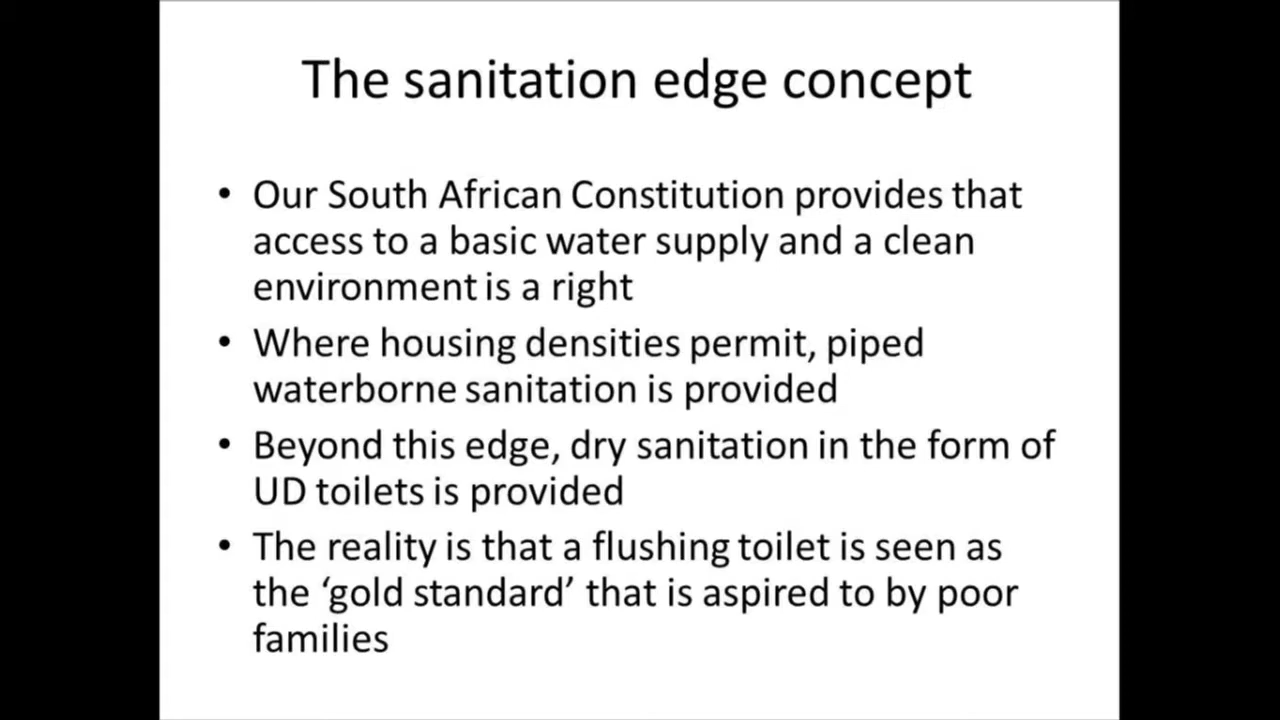 The sanitation edge concept
• Our South African Constitution provides that
access to a basic water supply and a clean
environment is a right
• Where housing densities permit, piped
waterborne sanitation is provided
• Beyond this edge, dry sanitation in the form of
UD toilets is provided
• The reality is that a flushing toilet is seen as
the ‘gold standard’ that is aspired to by poor
families